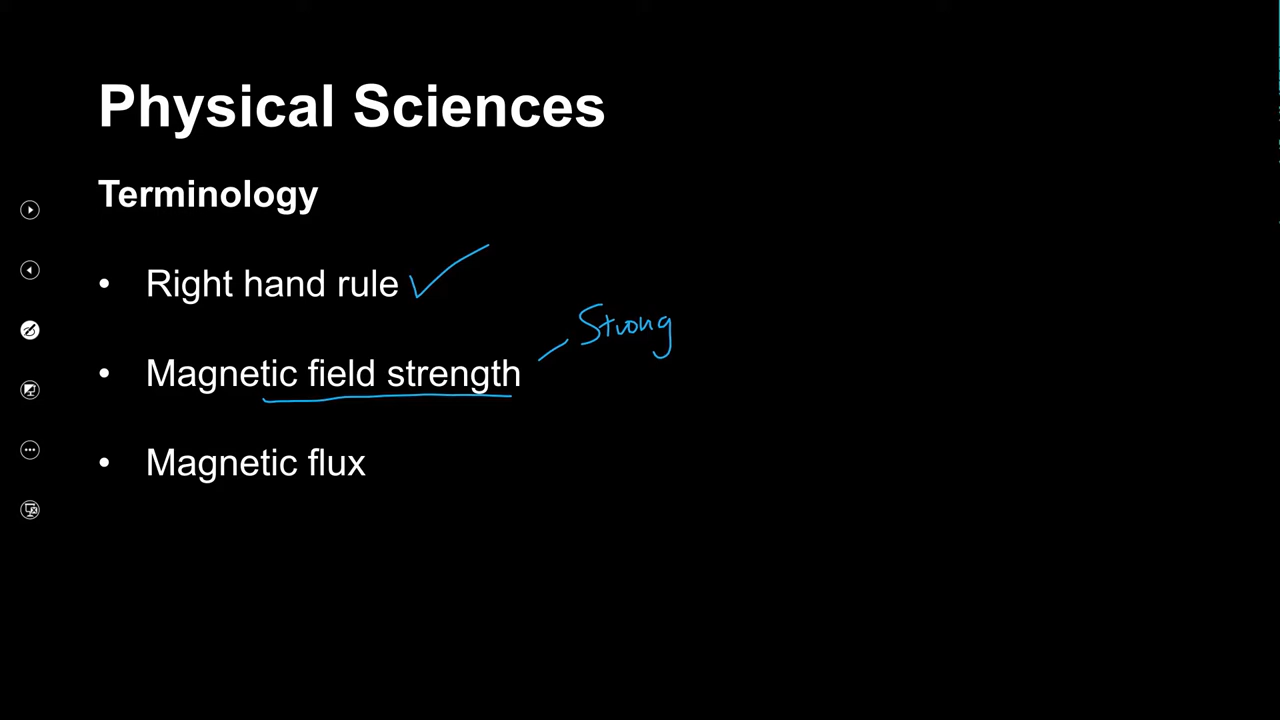 Physical Sciences
Terminology
• Right hand rule
Strong
• Magnetic field strength
• Magnetic flux